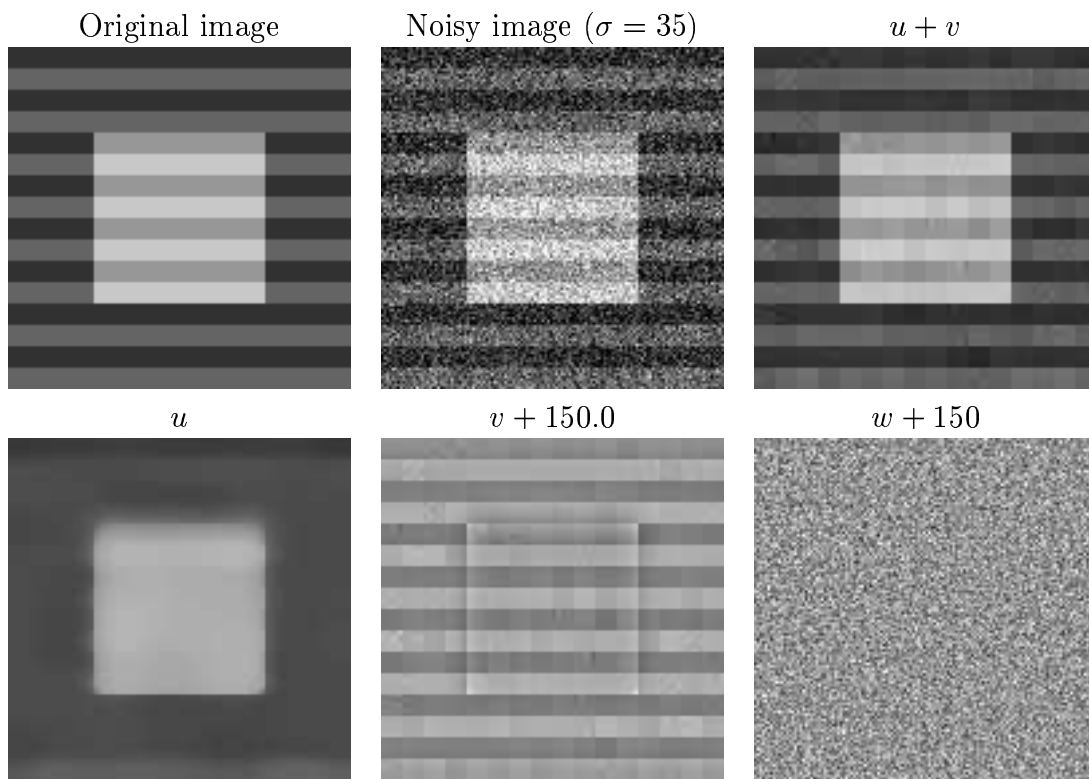 Original image
Noisy image (σ = 35)
u + v
u
v + 150.0
w + 150